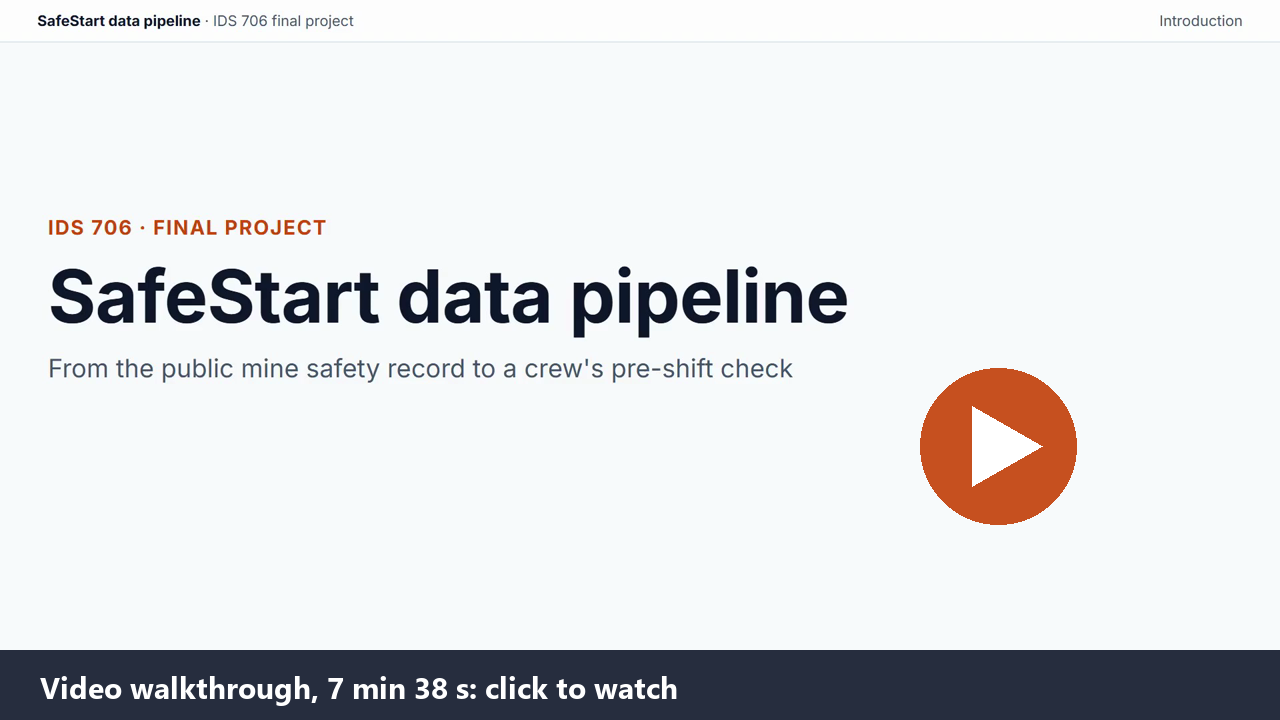 SafeStart data pipeline · IDS 706 final project
Introduction
IDS 706 · FINAL PROJECT
SafeStart data pipeline
From the public mine safety record to a crew's pre-shift check
Video walkthrough, 7 min 38 s: click to watch